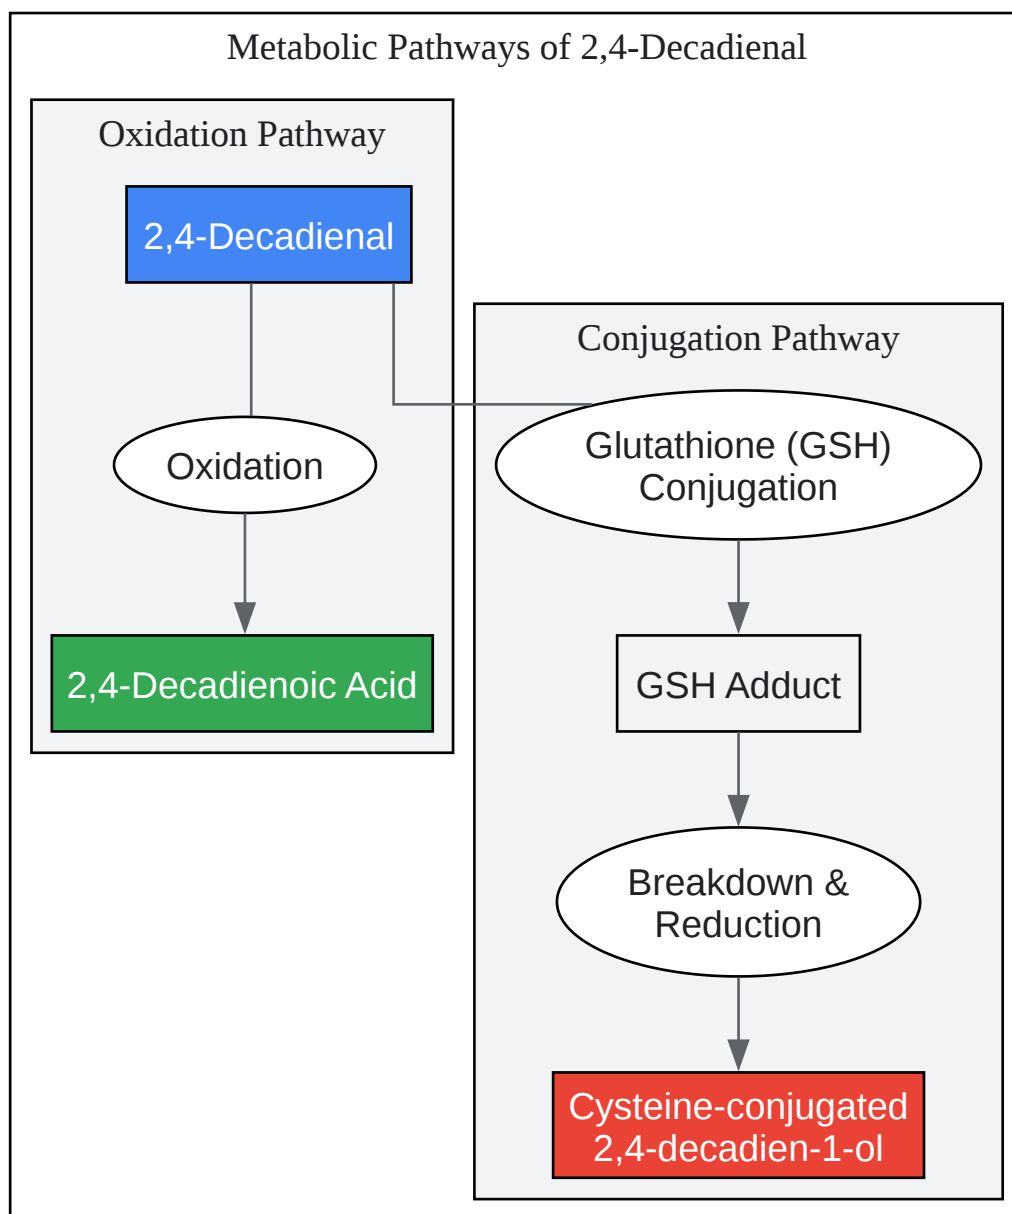 Metabolic Pathways of 2,4-Decadienal
Oxidation Pathway
2,4-Decadienal
Oxidation
2,4-Decadienoic Acid
Conjugation Pathway
Glutathione (GSH)
Conjugation
GSH Adduct
Breakdown &
Reduction
Cysteine-conjugated
2,4-decadien-1-ol